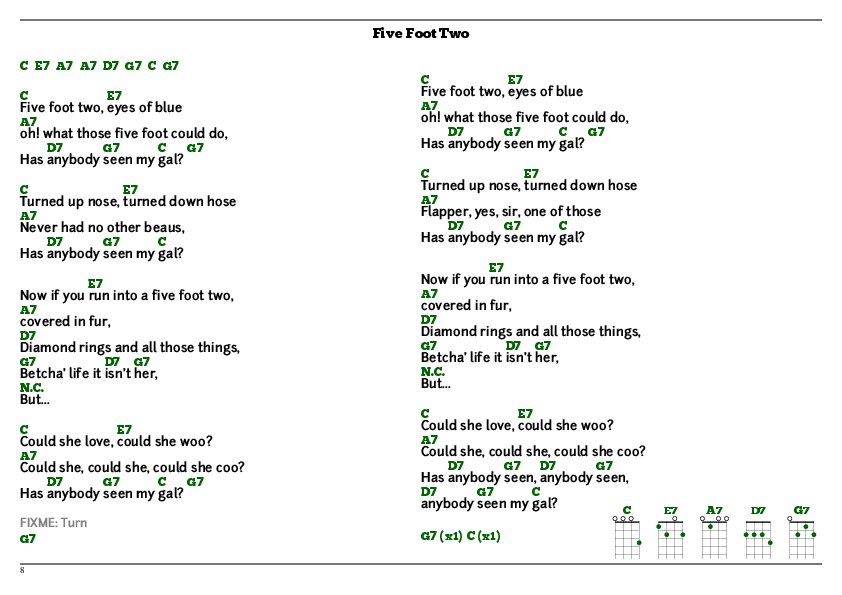 Five Foot Two
C E7 A7 A7 D7 G7 C G7
C E7
Five foot two, eyes of blue
A7
oh! what those five foot could do,
D7 G7 C G7
Has anybody seen my gal?
C E7
Turned up nose, turned down hose
A7
Never had no other beaus,
D7 G7 C
Has anybody seen my gal?
E7
Now if you run into a five foot two,
A7
covered in fur,
D7
Diamond rings and all those things,
G7 D7 G7
Betcha' life it isn't her,
N.C.
But...
C E7
Could she love, could she woo?
A7
Could she, could she, could she coo?
D7 G7 C G7
Has anybody seen my gal?
FIXME: Turn
G7
C E7
Five foot two, eyes of blue
A7
oh! what those five foot could do,
D7 G7 C G7
Has anybody seen my gal?
C E7
Turned up nose, turned down hose
A7
Flapper, yes, sir, one of those
D7 G7 C
Has anybody seen my gal?
E7
Now if you run into a five foot two,
A7
covered in fur,
D7
Diamond rings and all those things,
G7 D7 G7
Betcha' life it isn't her,
N.C.
But...
C E7
Could she love, could she woo?
A7
Could she, could she, could she coo?
D7 G7 D7 G7
Has anybody seen, anybody seen,
D7 G7 C
anybody seen my gal?
G7 (x1) C (x1)
C E7 A7 D7 G7
8